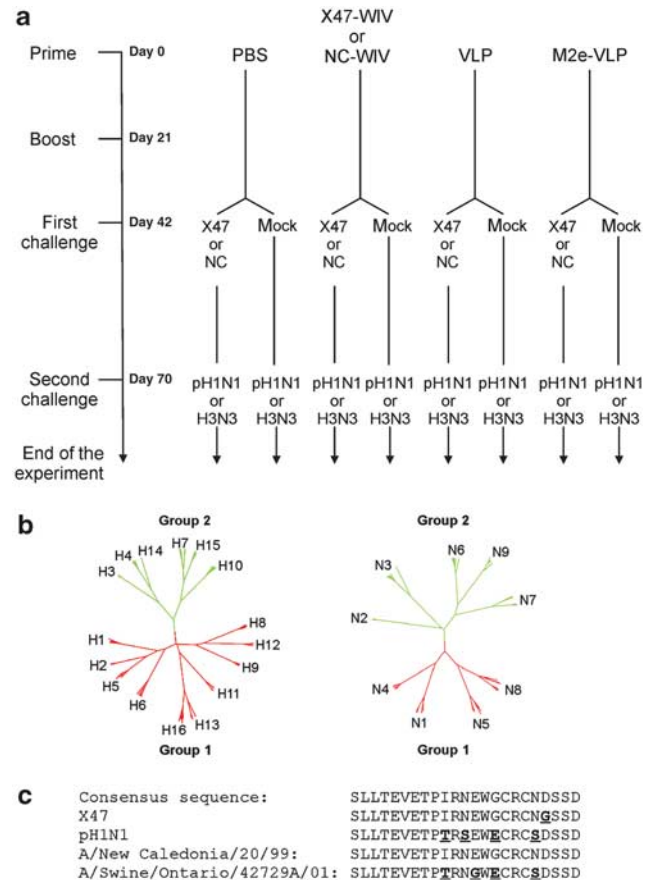 a
X47-WIV
or
Prime Day 0 PBS NC-WIV VLP M2e-VLP
Boost Day 21
First challenge Day 42 X47 or NC Mock X47 or NC Mock X47 or NC Mock X47 or NC Mock
Second challenge Day 70 pH1N1 or H3N3 pH1N1 or H3N3 pH1N1 or H3N3 pH1N1 or H3N3 pH1N1 or H3N3 pH1N1 or H3N3 pH1N1 or H3N3 pH1N1 or H3N3
End of the
experiment
b
Group 2
H7
H4 H14 H15
H3 H10
H1 H8
H2 H12
H5 H9
H6 H11
H16 H13
Group 1
Group 2
N6 N9
N3
N7
N2
N4 N8
N1 N5
Group 1
c
Consensus sequence: SLLTEVETPIRNEWGCRCNDSSD
X47 SLLTEVETPIRNEWGCRCNGSSD
pH1N1 SLLTEVETPTRSEWECRCSDSSD
A/New Caledonia/20/99: SLLTEVETPIRNEWGCRCNDSSD
A/Swine/Ontario/42729A/01: SLLTEVETPTRNGWECRCSDSSD